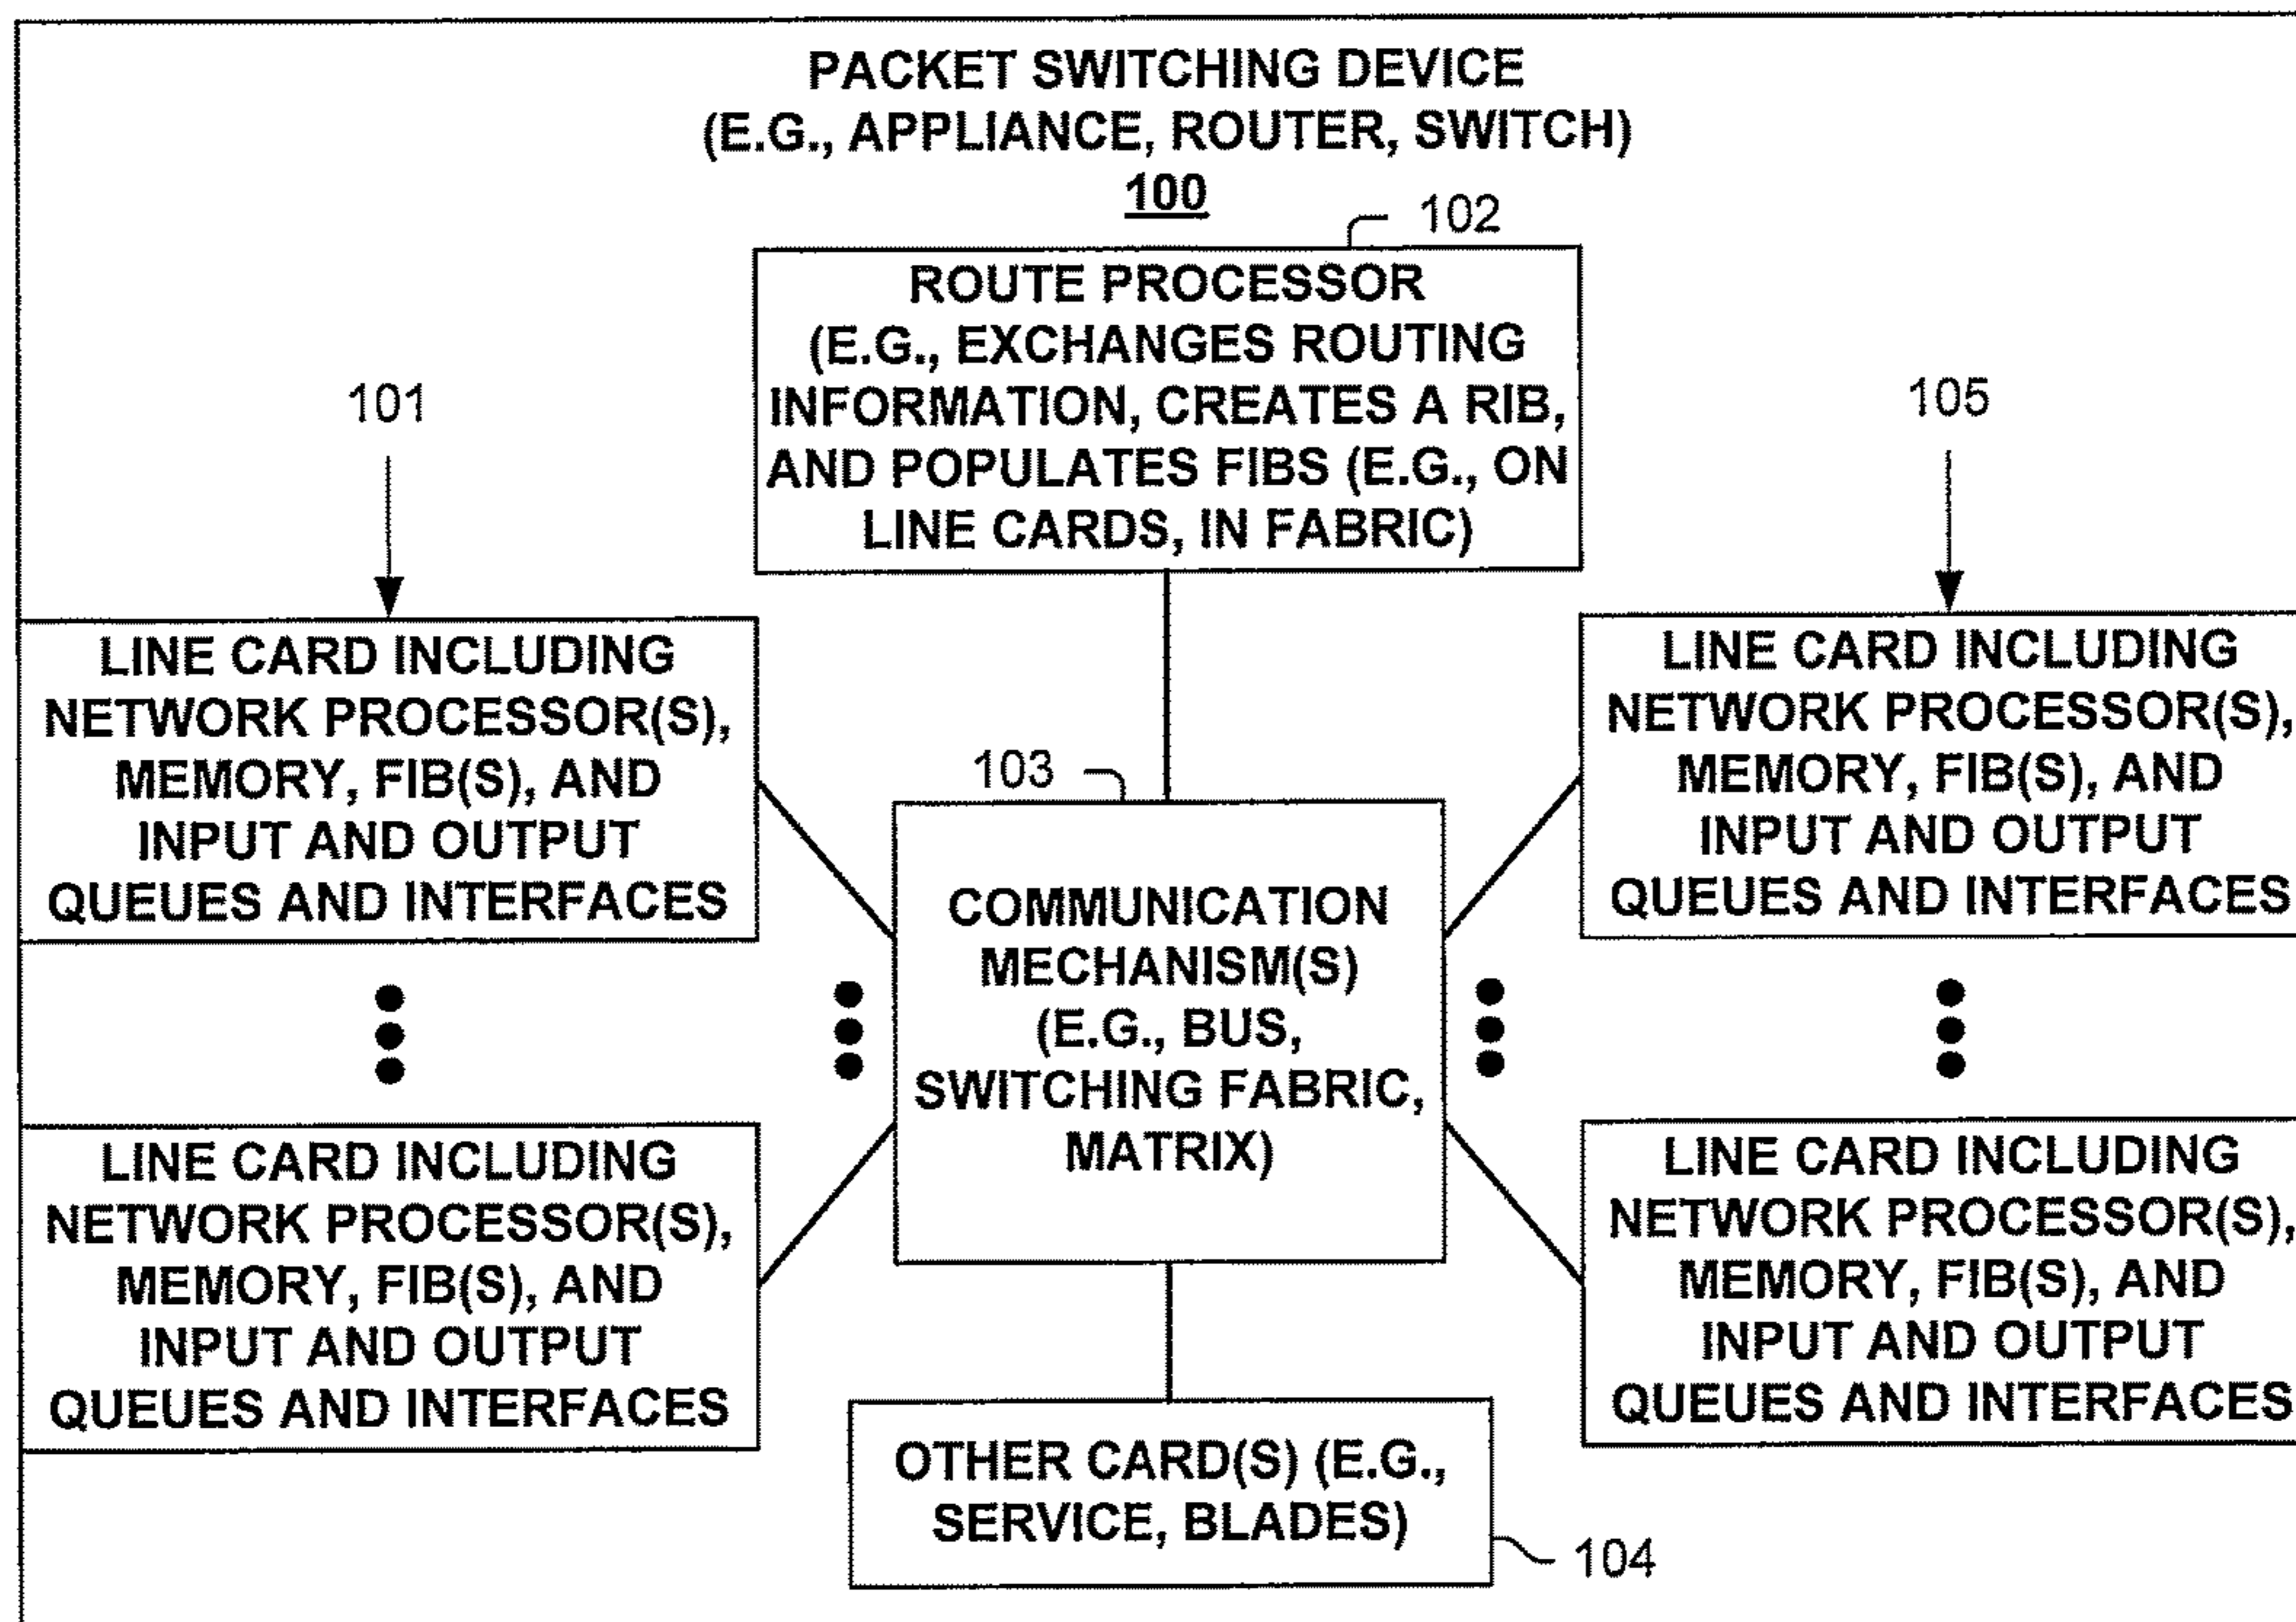 PACKET SWITCHING DEVICE
(E.G., APPLIANCE, ROUTER, SWITCH)
100
102
ROUTE PROCESSOR
(E.G., EXCHANGES ROUTING
INFORMATION, CREATES A RIB,
AND POPULATES FIBS (E.G., ON
LINE CARDS, IN FABRIC)
101
LINE CARD INCLUDING
NETWORK PROCESSOR(S),
MEMORY, FIB(S), AND
INPUT AND OUTPUT
QUEUES AND INTERFACES
LINE CARD INCLUDING
NETWORK PROCESSOR(S),
MEMORY, FIB(S), AND
INPUT AND OUTPUT
QUEUES AND INTERFACES
103
COMMUNICATION
MECHANISM(S)
(E.G., BUS,
SWITCHING FABRIC,
MATRIX)
105
LINE CARD INCLUDING
NETWORK PROCESSOR(S),
MEMORY, FIB(S), AND
INPUT AND OUTPUT
QUEUES AND INTERFACES
LINE CARD INCLUDING
NETWORK PROCESSOR(S),
MEMORY, FIB(S), AND
INPUT AND OUTPUT
QUEUES AND INTERFACES
OTHER CARD(S) (E.G.,
SERVICE, BLADES)
104